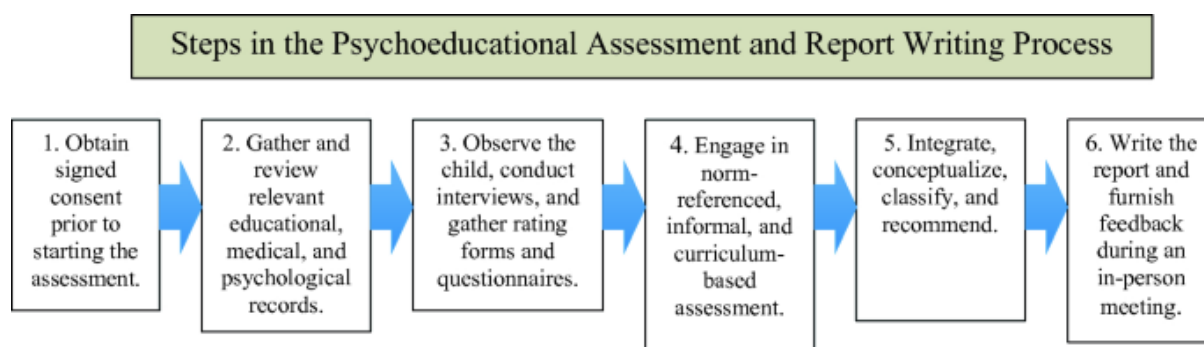 Steps in the Psychoeducational Assessment and Report Writing Process
1. Obtain
signed
consent
prior to
starting the
assessment.
2. Gather and
review
relevant
educational,
medical, and
psychological
records.
3. Observe the
child, conduct
interviews, and
gather rating
forms and
questionnaires.
4. Engage in
norm-
referenced,
informal, and
curriculum-
based
assessment.
5. Integrate,
conceptualize,
classify, and
recommend.
6. Write the
report and
furnish
feedback
during an
in-person
meeting.